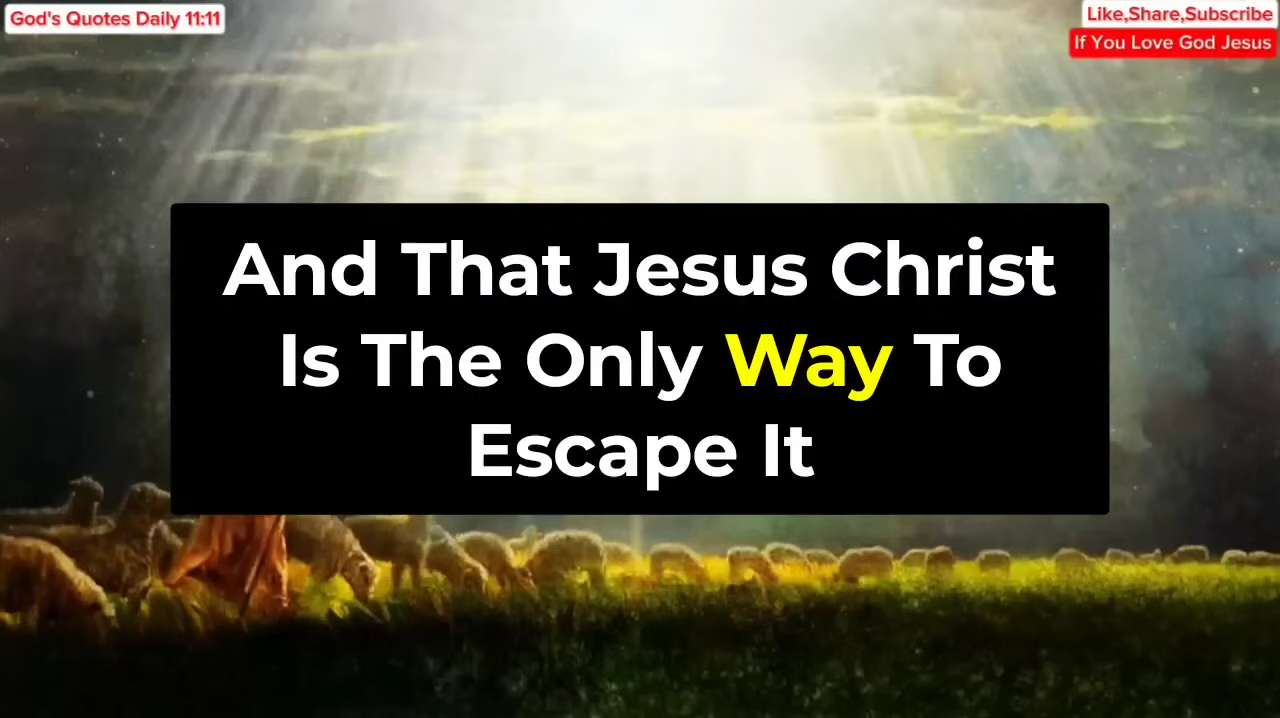 God's Quotes Daily 11:11
Like,Share,Subscribe
If You Love God Jesus
And That Jesus Christ
Is The Only Way To
Escape It